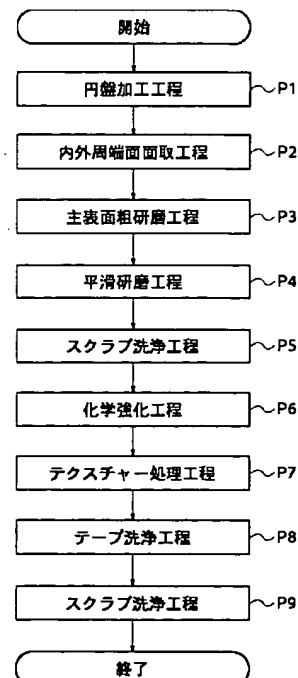 開始
円盤加工工程 P1
内外周端面面取工程 P2
主表面粗研磨工程 P3
平滑研磨工程 P4
スクラブ洗浄工程 P5
化学強化工程 P6
テクスチャー処理工程 P7
テープ洗浄工程 P8
スクラブ洗浄工程 P9
終了